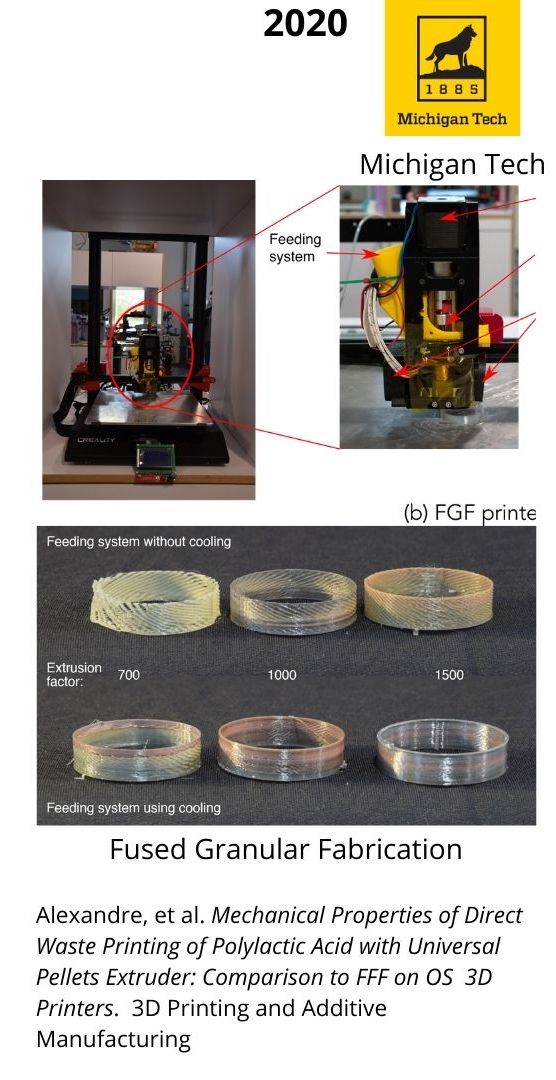 2020
1885
Michigan Tech
Michigan Tech
Feeding
system
CREALITY
(b) FGF printe
Feeding system without cooling
Extrusion
factor:
700
1000
1500
Feeding system using cooling
Fused Granular Fabrication
Alexandre, et al. Mechanical Properties of Direct
Waste Printing of Polylactic Acid with Universal
Pellets Extruder: Comparison to FFF on OS 3D
Printers. 3D Printing and Additive
Manufacturing